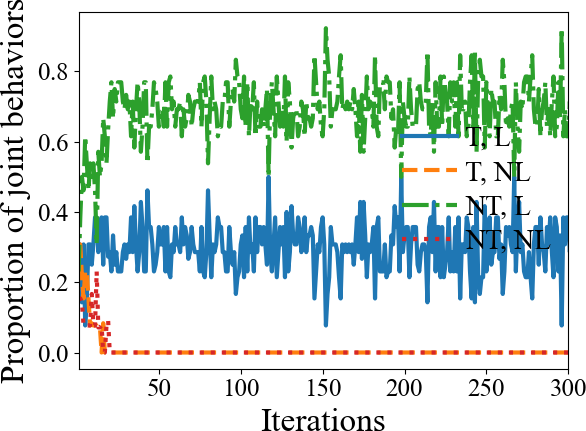 Proportion of joint behaviors
0.8
0.6
0.4
0.2
0.0
T, L
T, NL
NT, L
NT, NL
50
100
150
200
250
300
Iterations